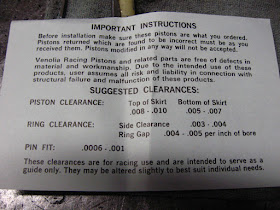 IMPORTANT INSTRUCTIONS
Before installation make sure these pistons are what you ordered.
Pistons returned which are found to be incorrect must be as you
received them. Pistons modified in any way will not be accepted.
Venolia Racing Pistons and related parts are free of defects in
material and workmanship. Due to the intended use of these
products, user assumes all risk and liability in connection with
structural failure and malfunction of these products.
SUGGESTED CLEARANCES:
PISTON CLEARANCE: Top of Skirt Bottom of Skirt
.008 - .010 .005 - .007
RING CLEARANCE: Side Clearance .003 - .004
Ring Gap .004 - .005 per inch of bore
PIN FIT: .0006 - .001
These clearances are for racing use and are intended to serve as a
guide only. They may be altered slightly to best suit individual needs.